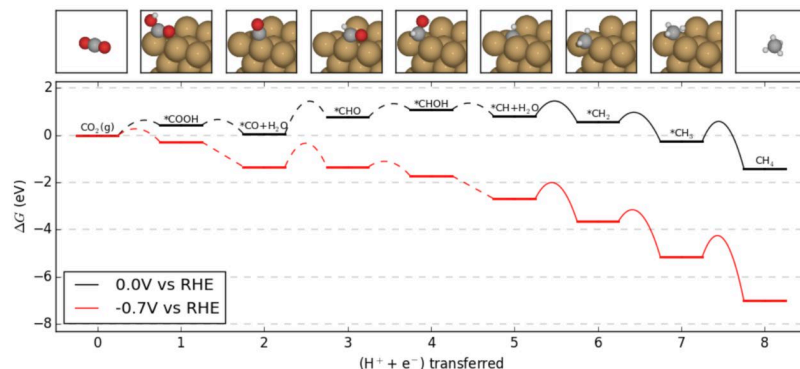 CO₂(g)
*COOH
*CO+H₂O
*CHO
*CHOH
*CH+H₂O
*CH₂
*CH₃
CH₄
2
0
−2
−4
−6
−8
ΔG (eV)
0.0V vs RHE
-0.7V vs RHE
0 1 2 3 4 5 6 7 8
(H⁺ + e⁻) transferred